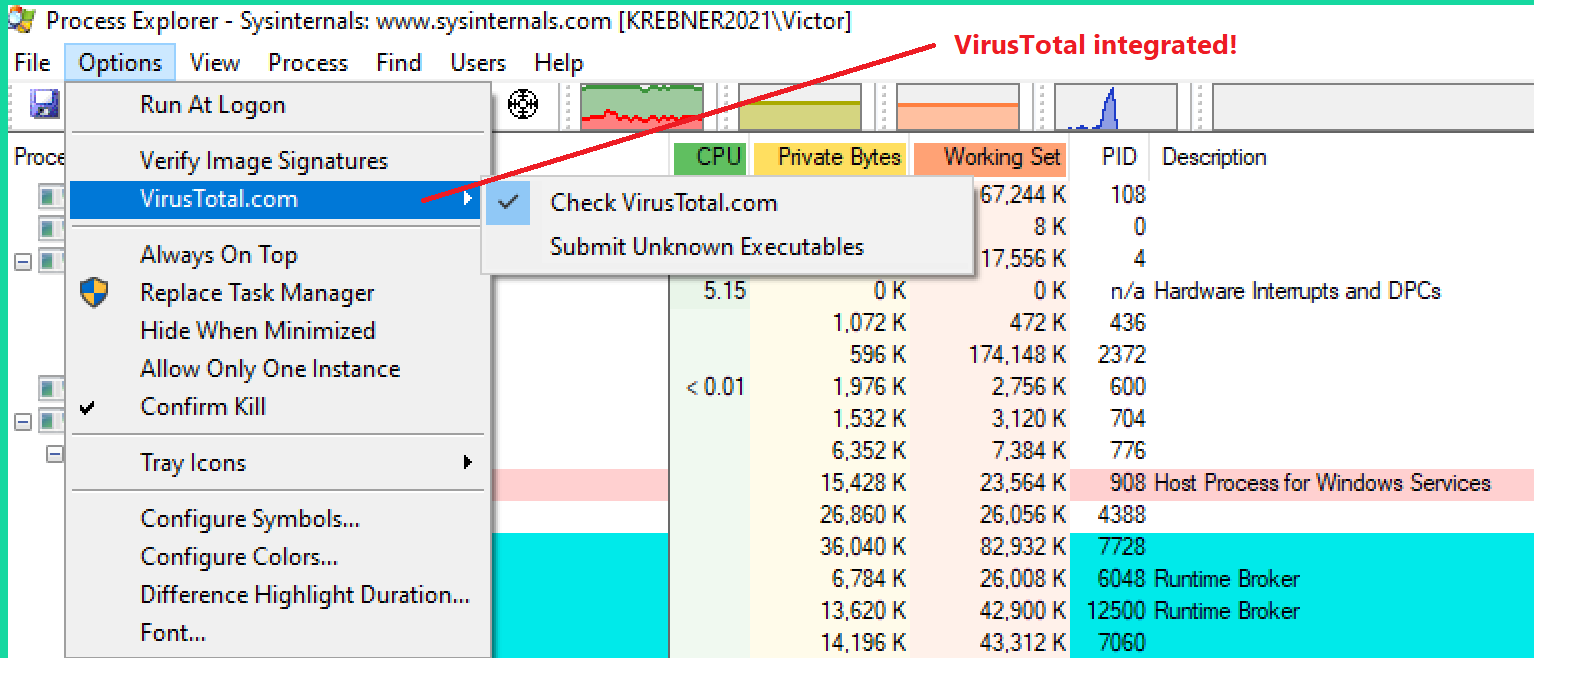 Process Explorer - Sysinternals: www.sysinternals.com [KREBNER2021\Victor]
VirusTotal integrated!
File Options View Process Find Users Help
Run At Logon
Proce CPU Private Bytes Working Set PID Description
Verify Image Signatures
VirusTotal.com
Check VirusTotal.com
Submit Unknown Executables
67,244 K 108
8 K 0
17,556 K 4
Always On Top
Replace Task Manager
Hide When Minimized
Allow Only One Instance
Confirm Kill
Tray Icons
Configure Symbols...
Configure Colors...
Difference Highlight Duration...
Font...
5.15 0 K 0 K n/a Hardware Interrupts and DPCs
1,072 K 472 K 436
596 K 174,148 K 2372
< 0.01 1,976 K 2,756 K 600
1,532 K 3,120 K 704
6,352 K 7,384 K 776
15,428 K 23,564 K 908 Host Process for Windows Services
26,860 K 26,056 K 4388
36,040 K 82,932 K 7728
6,784 K 26,008 K 6048 Runtime Broker
13,620 K 42,900 K 12500 Runtime Broker
14,196 K 43,312 K 7060